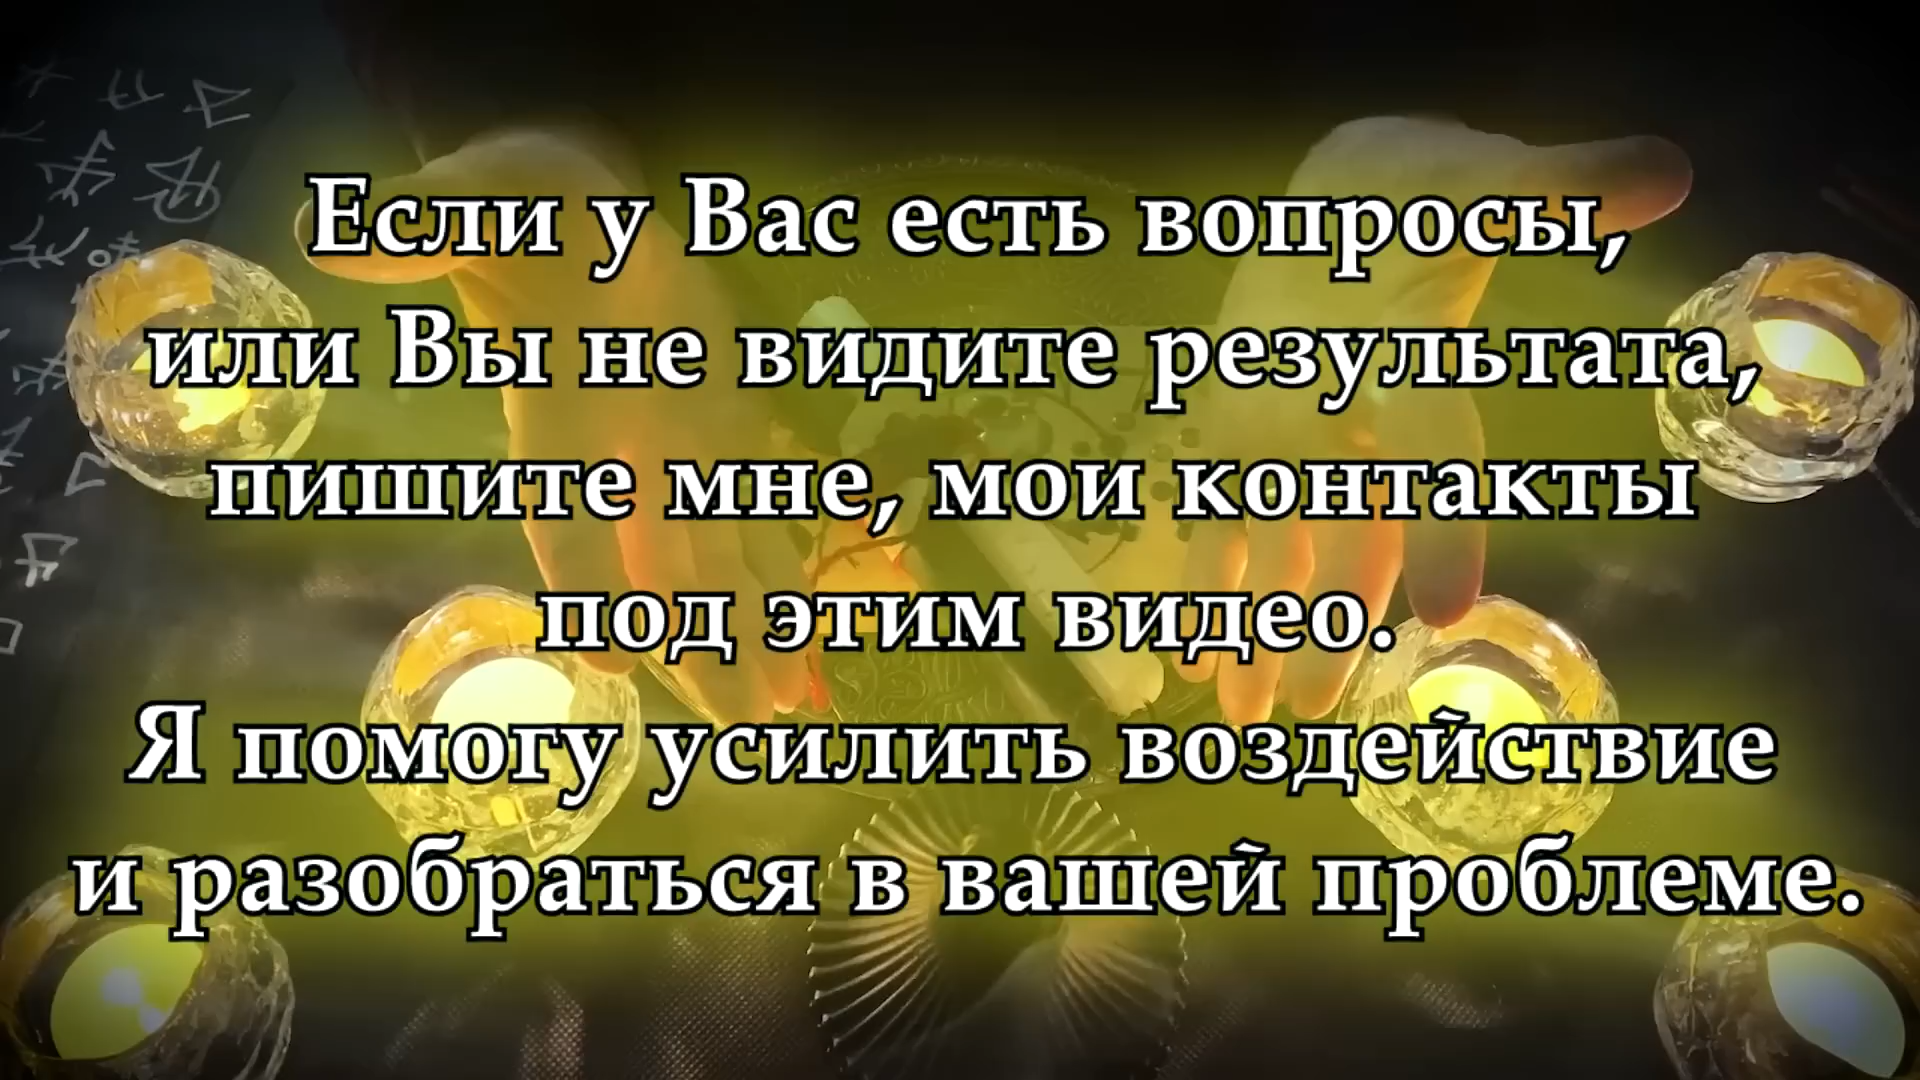 Если у Вас есть вопросы,
или Вы не видите результата,
пишите мне, мои контакты
под этим видео.
Я помогу усилить воздействие
и разобраться в вашей проблеме.